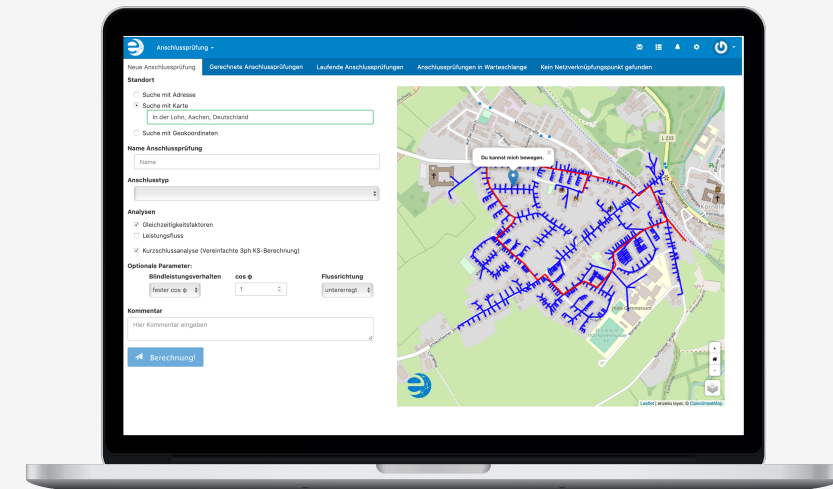 Anschlussprüfung
Neue Anschlussprüfung
Gerechnete Anschlussprüfungen
Laufende Anschlussprüfungen
Anschlussprüfungen in Warteschlange
Kein Netzverknüpfungspunkt gefunden
Standort
Suche mit Adresse
Suche mit Karte
In der Lohn, Aachen, Deutschland
Suche mit Geokoordinaten
Name Anschlussprüfung
Name
Anschlusstyp
Analysen
Gleichzeitigkeitsfaktoren
Leistungsfluss
Kurzschlussanalyse (Vereinfachte 3ph KS-Berechnung)
Optionale Parameter:
Blindleistungsverhalten cos φ Flussrichtung
fester cos φ 1 untererregt
Kommentar
Hier Kommentar eingeben
Berechnung!
L 233
Du kannst mich bewegen.
×
+
-
Leaflet | envelio layer, © OpenStreetMap